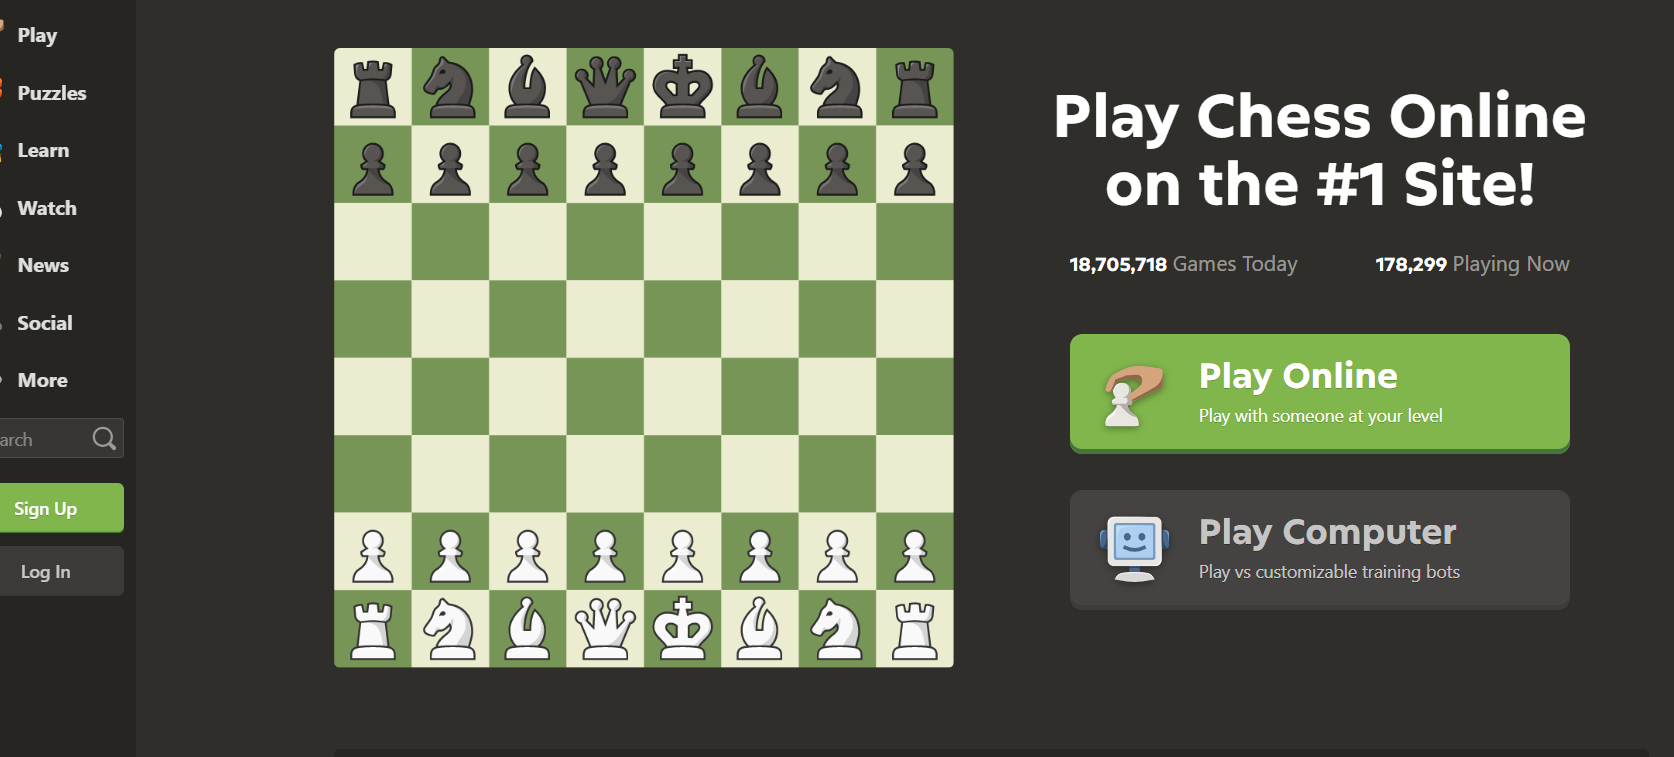 Play
Puzzles
Learn
Watch
News
Social
More
arch
Sign Up
Log In
Play Chess Online
on the #1 Site!
18,705,718 Games Today 178,299 Playing Now
Play Online
Play with someone at your level
Play Computer
Play vs customizable training bots